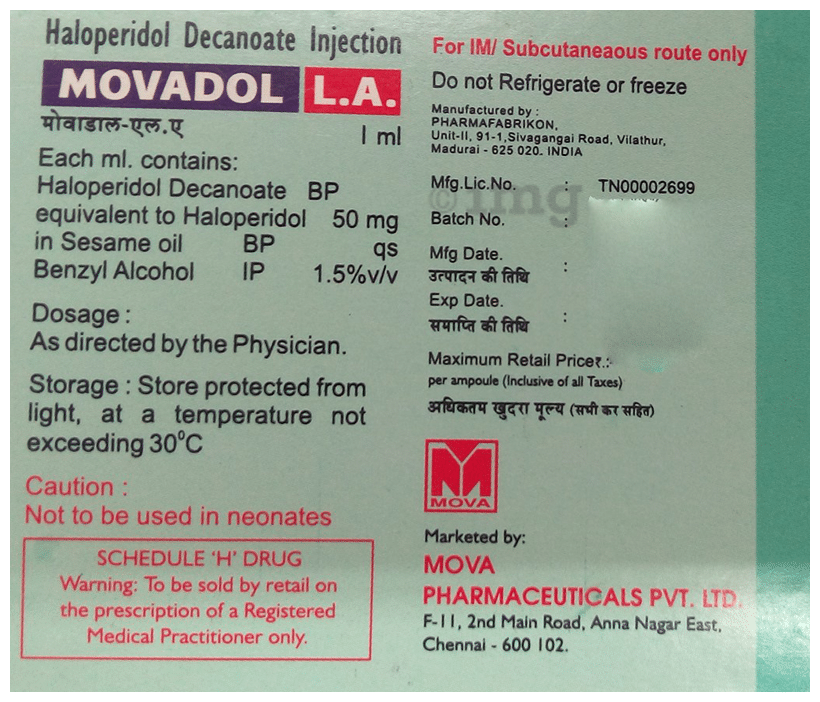 Haloperidol Decanoate Injection
MOVADOL L.A.
मोवाडाल-एल.ए
1 ml
Each ml. contains:
Haloperidol Decanoate BP
equivalent to Haloperidol 50 mg
in Sesame oil BP qs
Benzyl Alcohol IP 1.5%v/v
Dosage :
As directed by the Physician.
Storage : Store protected from
light, at a temperature not
exceeding 30⁰C
Caution :
Not to be used in neonates
SCHEDULE 'H' DRUG
Warning: To be sold by retail on
the prescription of a Registered
Medical Practitioner only.
For IM/ Subcutaneaous route only
Do not Refrigerate or freeze
Manufactured by :
PHARMAFABRIKON,
Unit-II, 91-1,Sivagangai Road, Vilathur,
Madurai - 625 020. INDIA
Mfg.Lic.No. : TN00002699
©img
Batch No. :
Mfg Date.
उत्पादन की तिथि :
Exp Date.
समाप्ति की तिथि :
Maximum Retail Price₹.:
per ampoule (Inclusive of all Taxes)
अधिकतम खुदरा मूल्य (सभी कर सहित)
M
MOVA
Marketed by:
MOVA
PHARMACEUTICALS PVT. LTD.
F-11, 2nd Main Road, Anna Nagar East,
Chennai - 600 102.